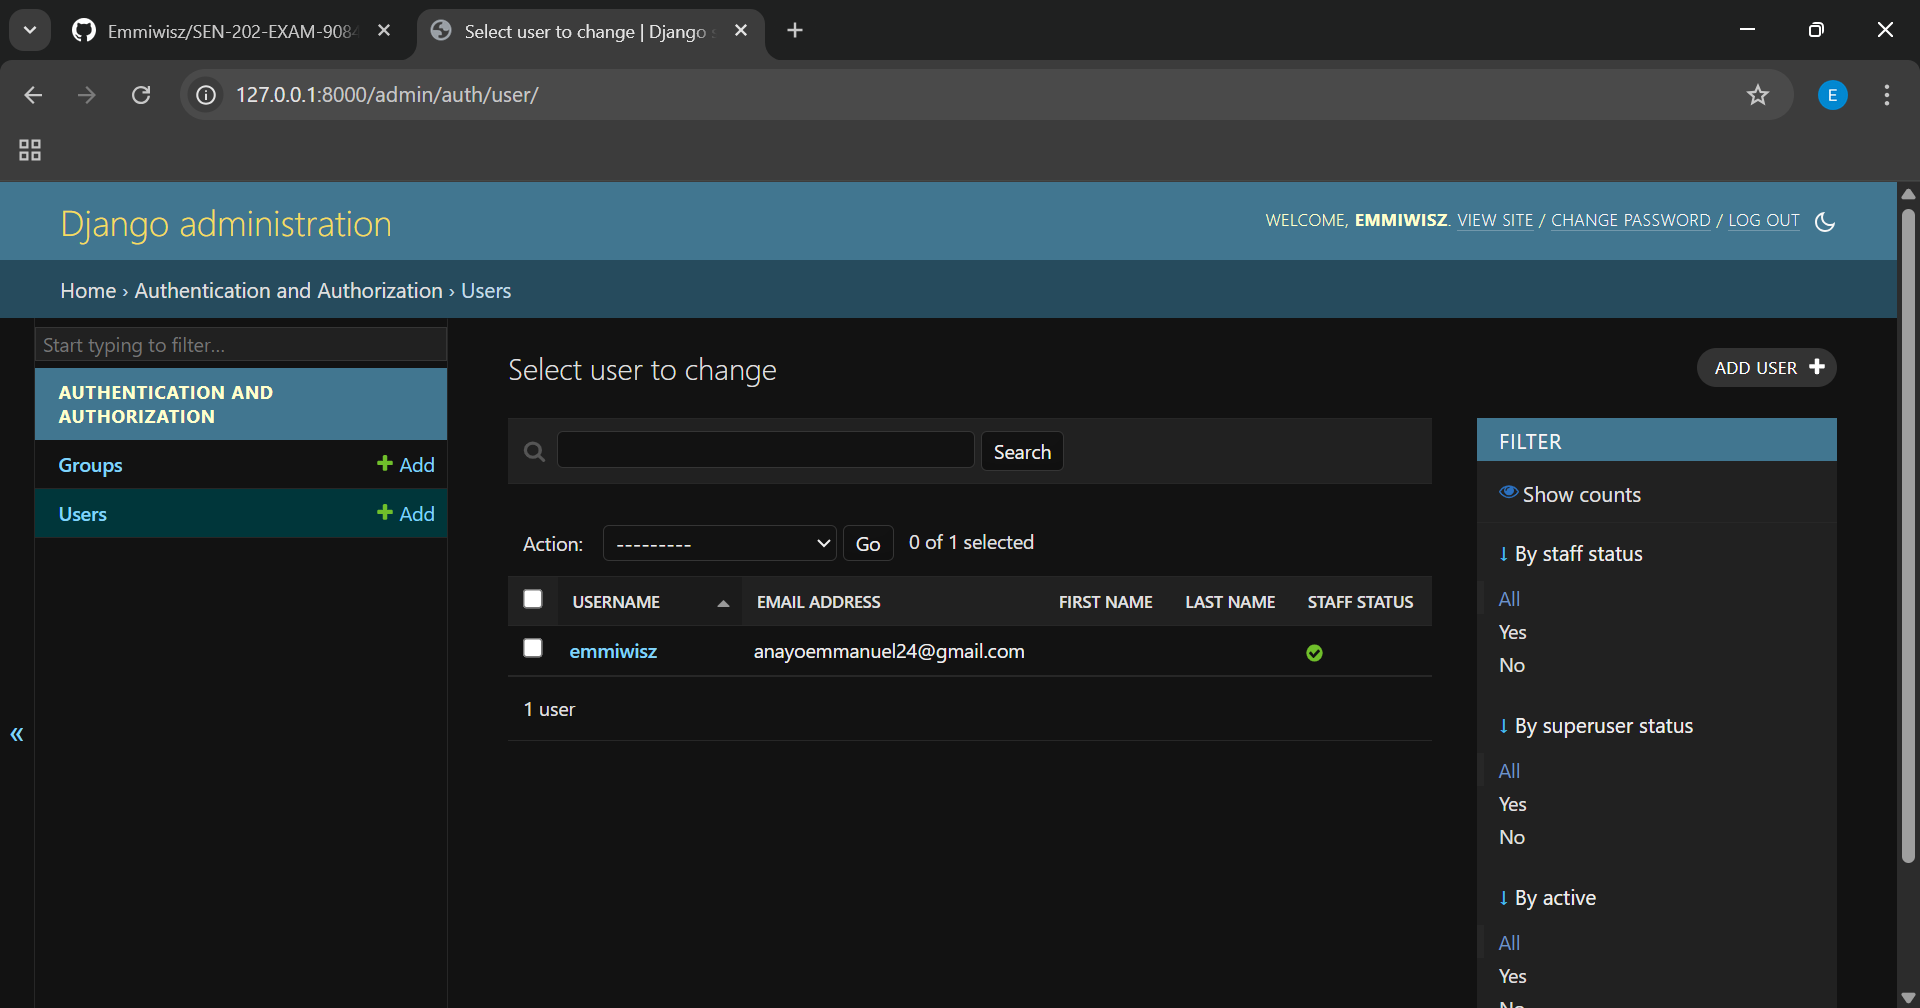 Emmiwisz/SEN-202-EXAM-908
Select user to change | Django
127.0.0.1:8000/admin/auth/user/
E
Django administration
WELCOME, EMMIWISZ. VIEW SITE / CHANGE PASSWORD / LOG OUT
Home › Authentication and Authorization › Users
Start typing to filter...
AUTHENTICATION AND
AUTHORIZATION
Groups
+ Add
Users
+ Add
«
Select user to change
ADD USER +
Search
Action:
---------
Go
0 of 1 selected
USERNAME EMAIL ADDRESS FIRST NAME LAST NAME STAFF STATUS
emmiwisz anayoemmanuel24@gmail.com
1 user
FILTER
Show counts
↓ By staff status
All
Yes
No
↓ By superuser status
All
Yes
No
↓ By active
All
Yes